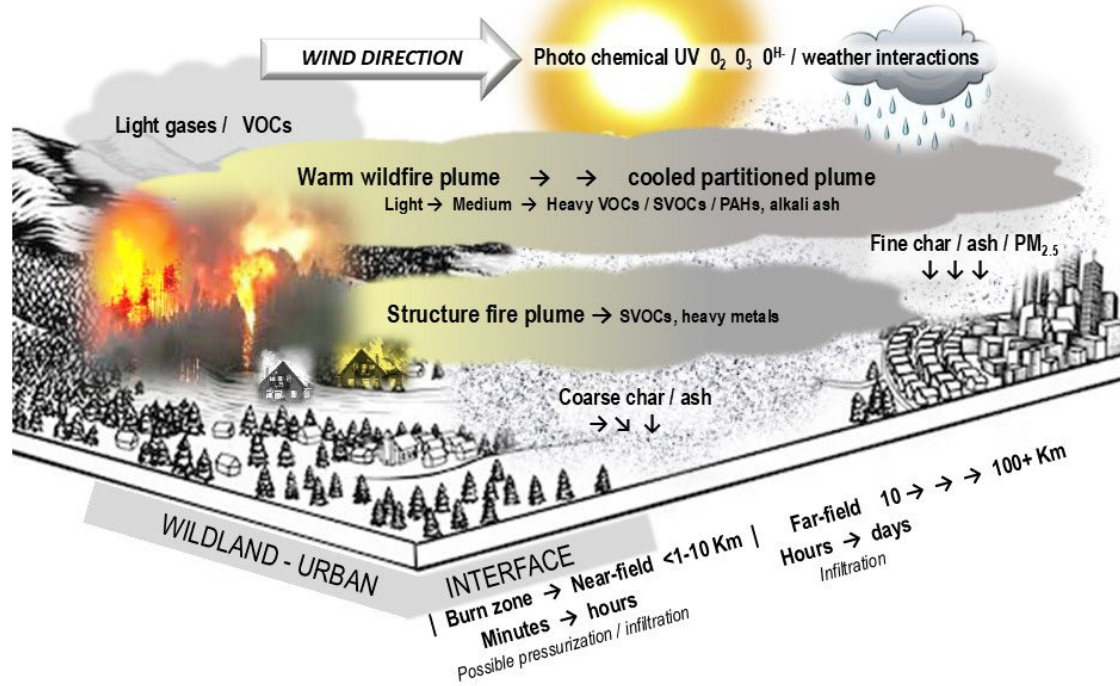 WIND DIRECTION
Photo chemical UV 0₂ 0₃ 0ᴴ⁻ / weather interactions
Light gases / VOCs
Warm wildfire plume → → cooled partitioned plume
Light → Medium → Heavy VOCs / SVOCs / PAHs, alkali ash
Fine char / ash / PM₂.₅
↓ ↓ ↓
Structure fire plume → SVOCs, heavy metals
Coarse char / ash
→ ↘ ↓
WILDLAND - URBAN INTERFACE
| Burn zone → Near-field <1-10 Km |
Minutes → hours
Possible pressurization / infiltration
Far-field 10 → → → 100+ Km
Hours → days
Infiltration